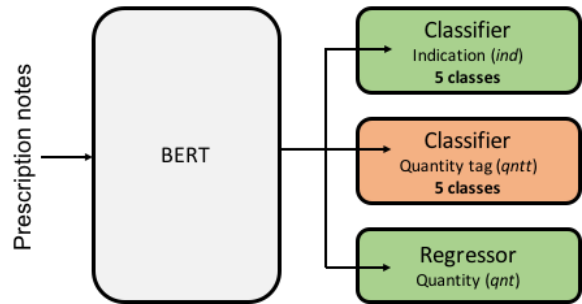 Prescription notes
BERT
Classifier
Indication (ind)
5 classes
Classifier
Quantity tag (qntt)
5 classes
Regressor
Quantity (qnt)